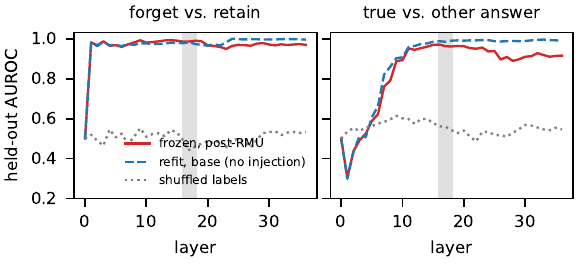 forget vs. retain
true vs. other answer
held-out AUROC
1.0
0.8
0.6
0.4
0.2
frozen, post-RMU
refit, base (no injection)
shuffled labels
0 10 20 30
0 10 20 30
layer
layer